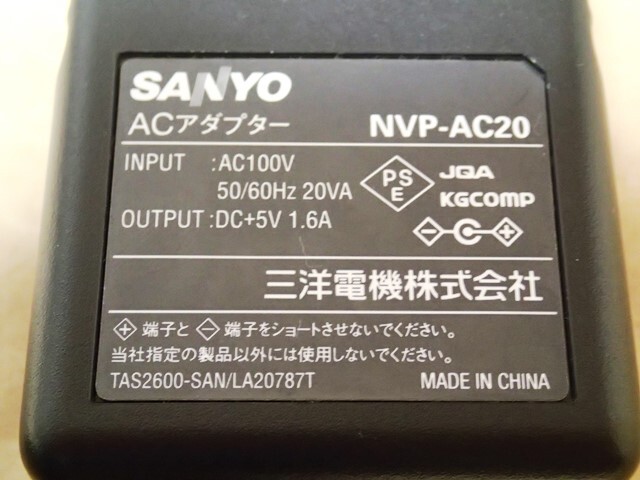 SANYO
ACアダプター NVP-AC20
INPUT :AC100V
50/60Hz 20VA
OUTPUT :DC+5V 1.6A
PSE
JQA
KGCOMP
三洋電機株式会社
⊕端子と⊖端子をショートさせないでください。
当社指定の製品以外には使用しないでください。
TAS2600-SAN/LA20787T MADE IN CHINA